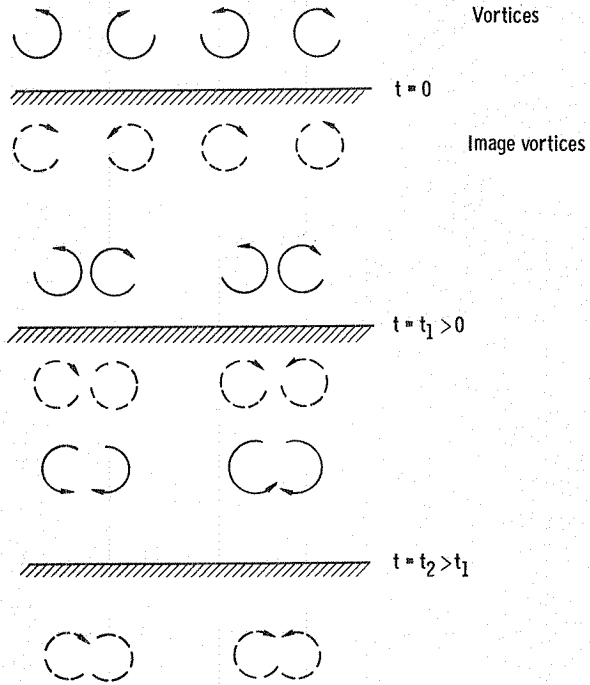 Vortices
t = 0
Image vortices
t = t₁ > 0
t = t₂ > t₁